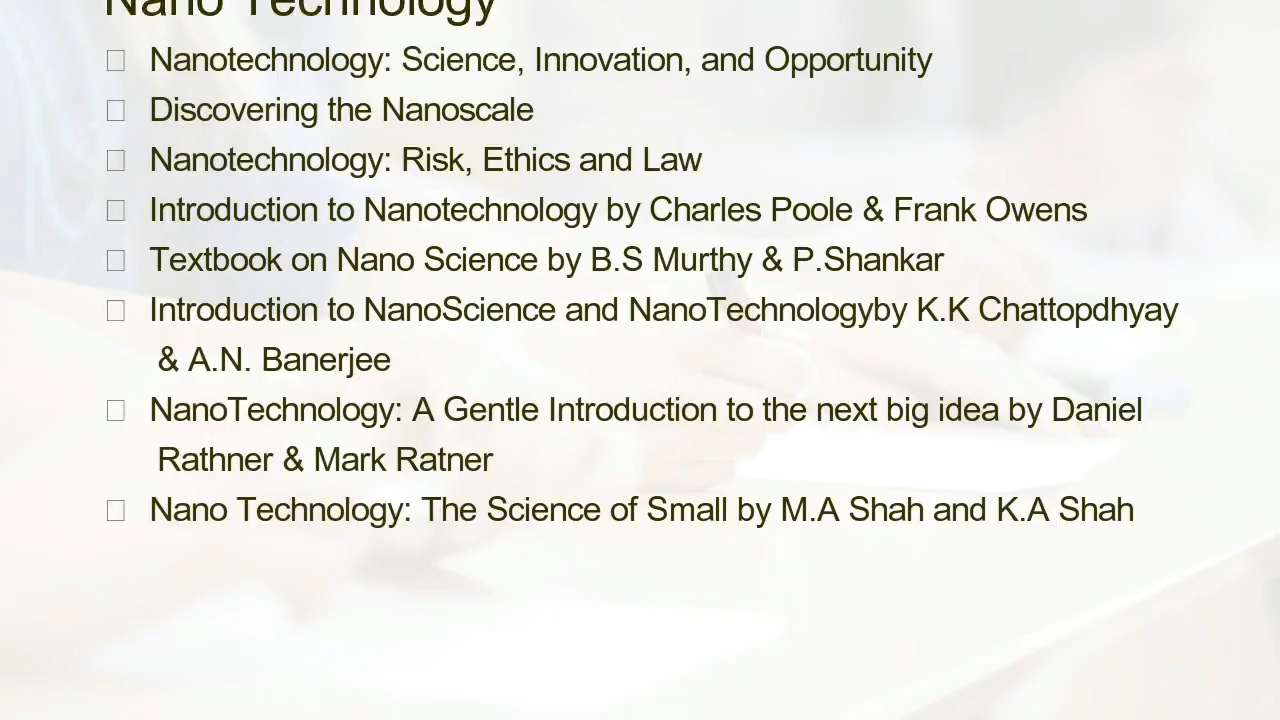 Nano Technology
Nanotechnology: Science, Innovation, and Opportunity
Discovering the Nanoscale
Nanotechnology: Risk, Ethics and Law
Introduction to Nanotechnology by Charles Poole & Frank Owens
Textbook on Nano Science by B.S Murthy & P.Shankar
Introduction to NanoScience and NanoTechnologyby K.K Chattopdhyay
& A.N. Banerjee
NanoTechnology: A Gentle Introduction to the next big idea by Daniel
Rathner & Mark Ratner
Nano Technology: The Science of Small by M.A Shah and K.A Shah